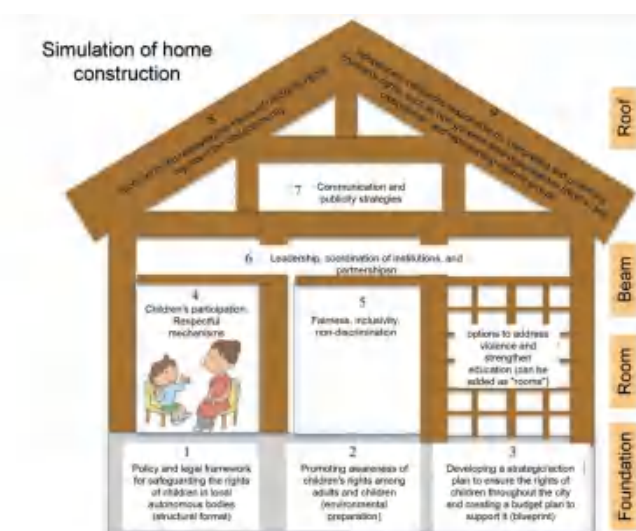 Simulation of home
construction
Roof
7 Communication and
publicity strategies
6 Leadership, coordination of institutions, and
partnerships
Beam
4
Children's participation.
Respectful
mechanisms
5
Fairness, inclusivity,
non-discrimination
options to address
violence and
strengthen
education (can be
added as "rooms")
Room
1
Policy and legal framework
for safeguarding the rights
of children in local
autonomous bodies
(structural format)
2
Promoting awareness of
children's rights among
adults and children
(environmental
preparation)
3
Developing a strategic/action
plan to ensure the rights of
children throughout the city
and creating a budget plan to
support it (blueprint)
Foundation